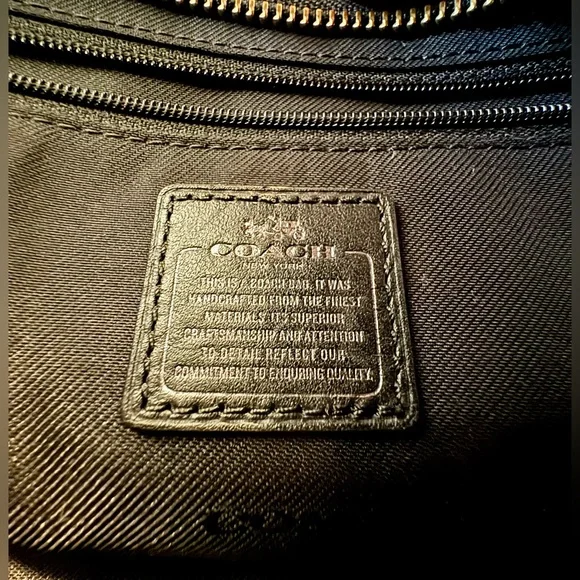 COACH
NEW YORK
THIS IS A COACH BAG. IT WAS
HANDCRAFTED FROM THE FINEST
MATERIALS. ITS SUPERIOR
CRAFTSMANSHIP AND ATTENTION
TO DETAIL REFLECT OUR
COMMITMENT TO ENDURING QUALITY.